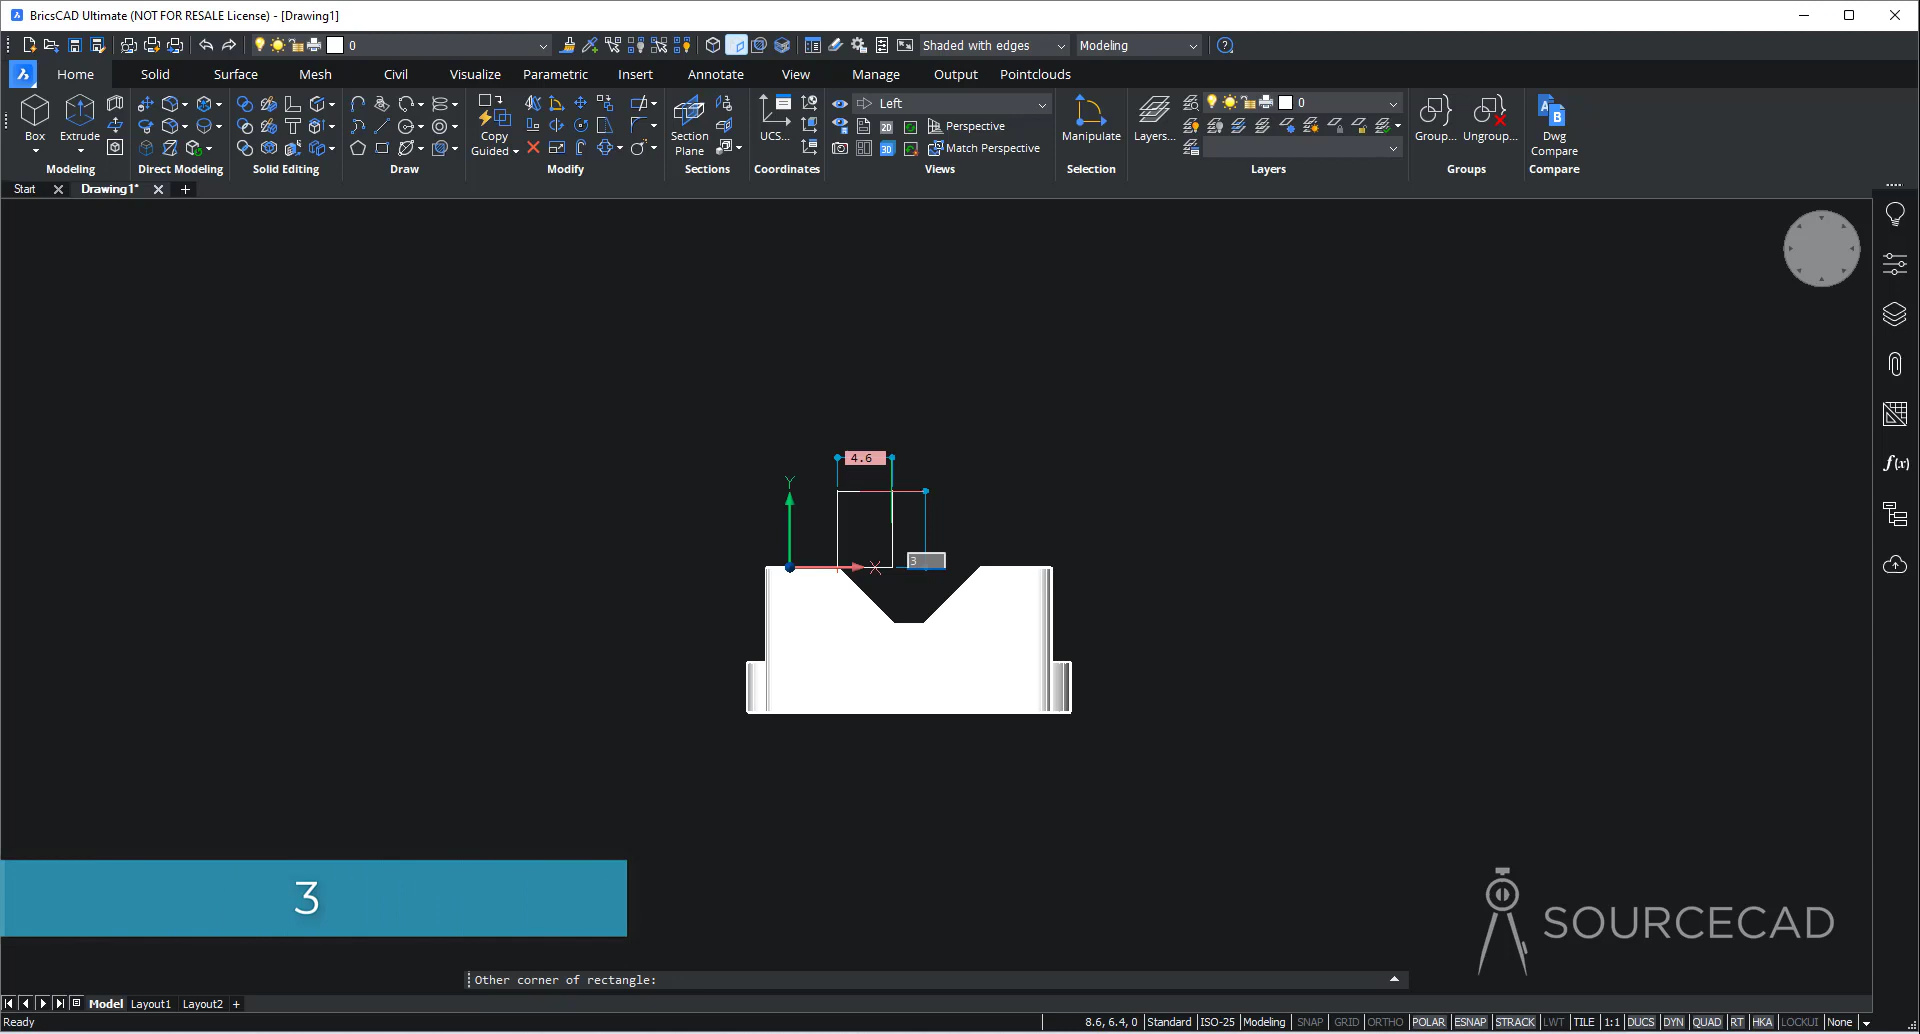 BricsCAD Ultimate (NOT FOR RESALE License) - [Drawing1]
0 Shaded with edges Modeling
Home Solid Surface Mesh Civil Visualize Parametric Insert Annotate View Manage Output Pointclouds
Left 0
Perspective
Box Extrude Copy Section UCS... Manipulate Layers... Group... Ungroup... Dwg
Guided Plane Match Perspective Compare
Modeling Direct Modeling Solid Editing Draw Modify Sections Coordinates Views Selection Layers Groups Compare
Start Drawing1*
4.6
Y
3
X
3
SOURCECAD
Other corner of rectangle:
Model Layout1 Layout2
Ready 8.6, 6.4, 0 Standard ISO-25 Modeling SNAP GRID ORTHO POLAR ESNAP STRACK LWT TILE 1:1 DUCS DYN QUAD RT HKA LOCKUI None